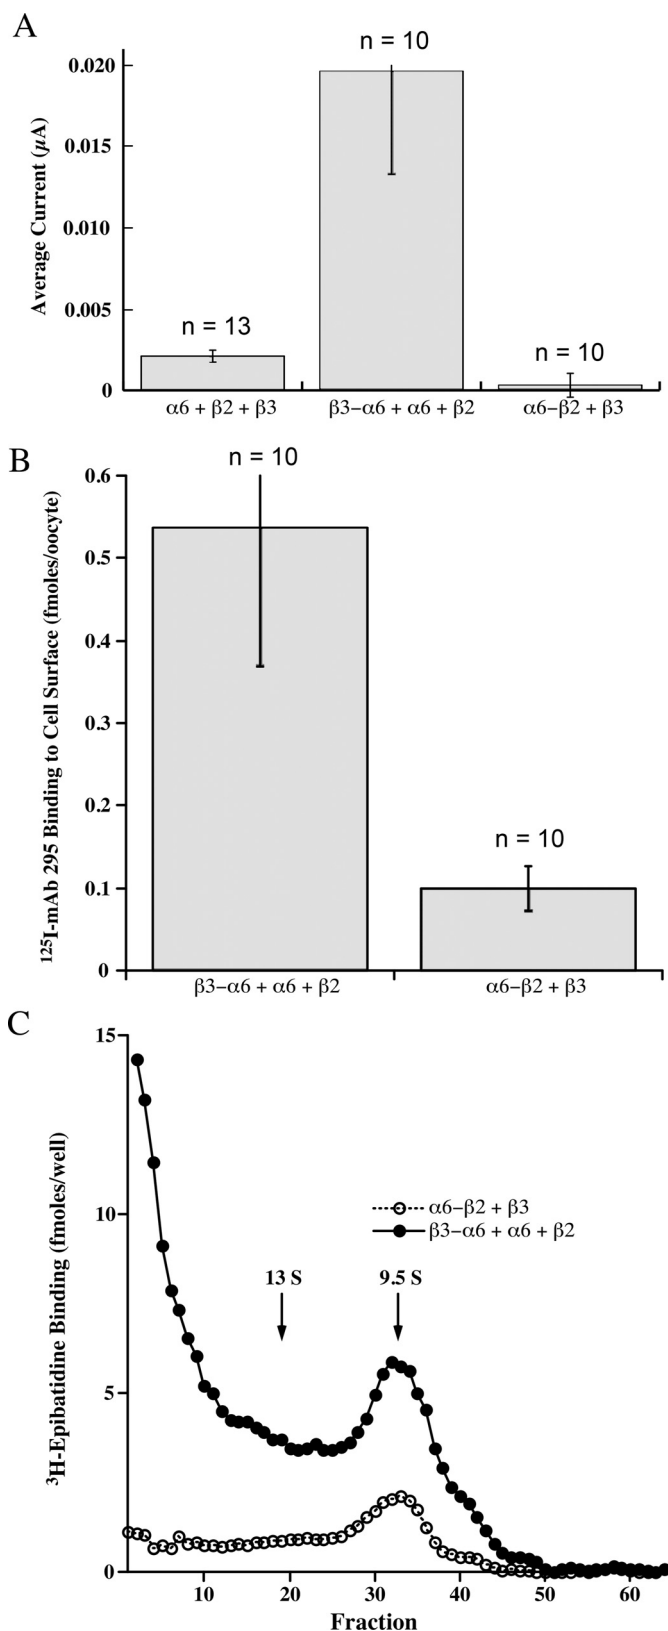 A
n = 10
0.020
0.015
0.010
0.005
0
Average Current (µA)
n = 13
n = 10
α6 + β2 + β3
β3−α6 + α6 + β2
α6−β2 + β3
B
n = 10
0.6
0.5
0.4
0.3
0.2
0.1
0
¹²⁵I-mAb 295 Binding to Cell Surface (fmoles/oocyte)
n = 10
β3−α6 + α6 + β2
α6−β2 + β3
C
15
10
5
0
³H-Epibatidine Binding (fmoles/well)
α6−β2 + β3
β3−α6 + α6 + β2
13 S
9.5 S
10
20
30
40
50
60
Fraction